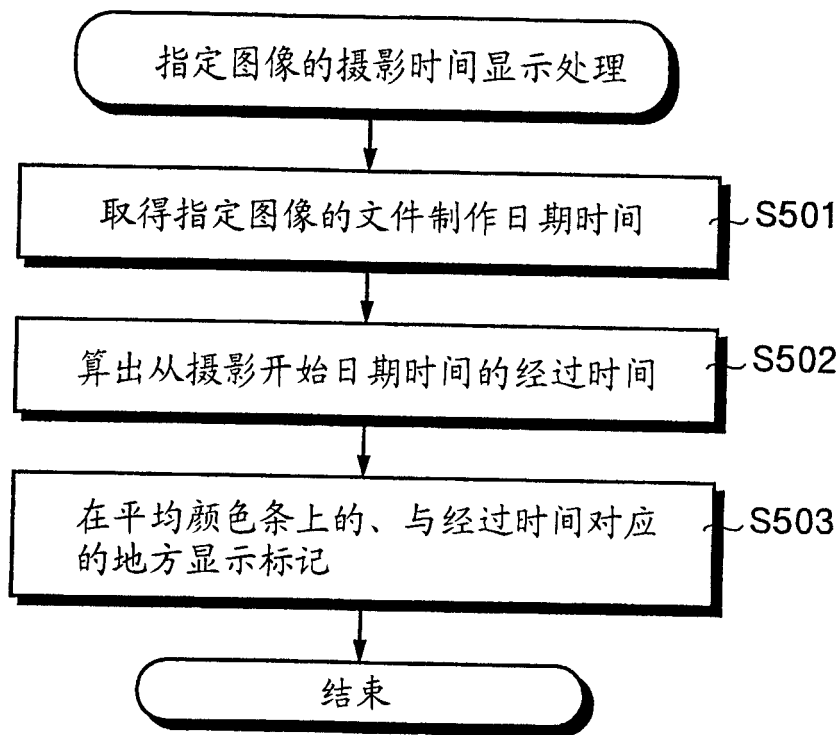 指定图像的摄影时间显示处理
取得指定图像的文件制作日期时间
S501
算出从摄影开始日期时间的经过时间
S502
在平均颜色条上的、与经过时间对应
的地方显示标记
S503
结束